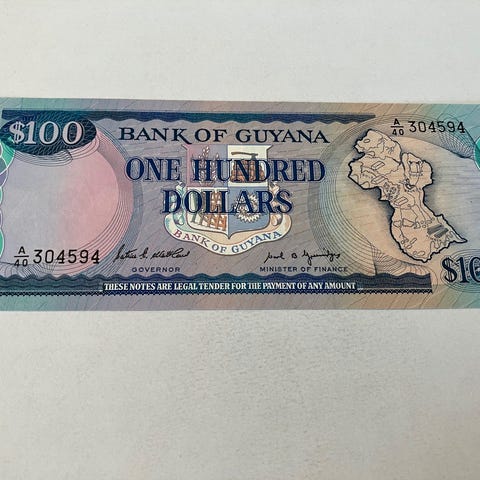 $100
BANK OF GUYANA
A/40 304594
ONE HUNDRED
DOLLARS
BANK OF GUYANA
A/40 304594
GOVERNOR
MINISTER OF FINANCE
$10
THESE NOTES ARE LEGAL TENDER FOR THE PAYMENT OF ANY AMOUNT